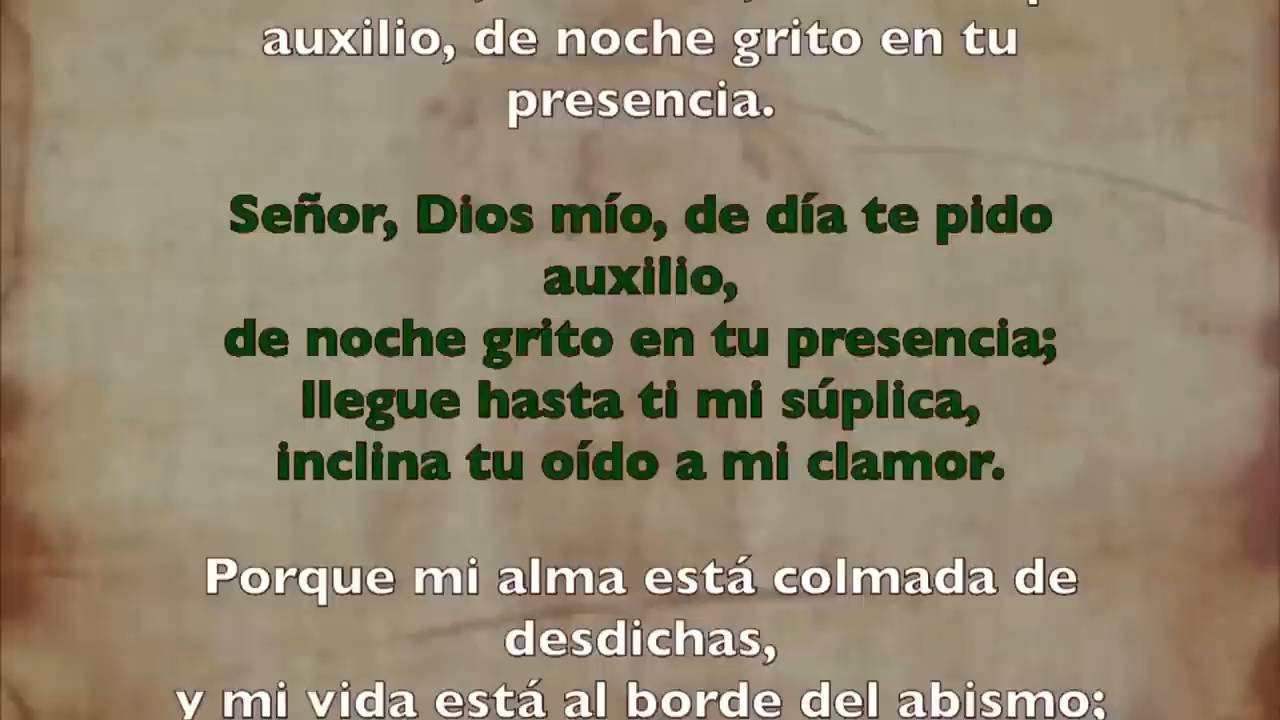 auxilio, de noche grito en tu
presencia.
Señor, Dios mío, de día te pido
auxilio,
de noche grito en tu presencia;
llegue hasta ti mi súplica,
inclina tu oído a mi clamor.
Porque mi alma está colmada de
desdichas,
y mi vida está al borde del abismo;